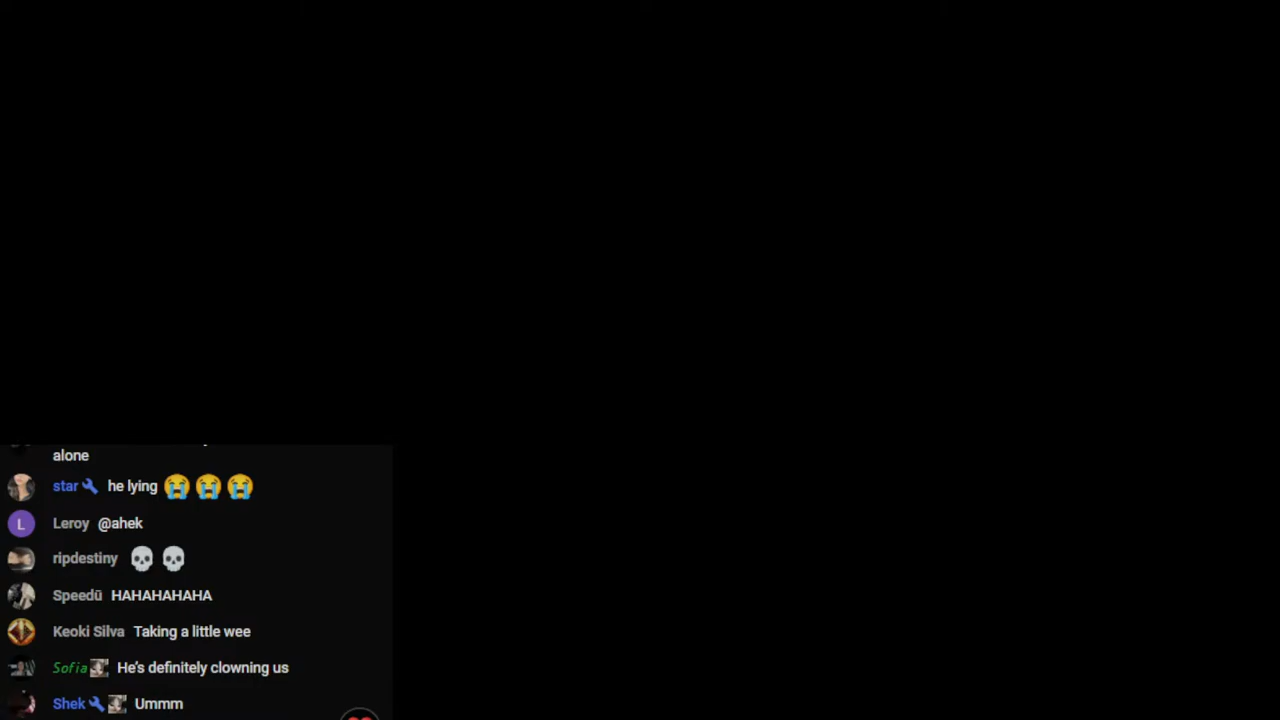 alone
star he lying 😭😭😭
L Leroy @ahek
ripdestiny 💀💀
Speedū HAHAHAHAHA
Keoki Silva Taking a little wee
Sofia He's definitely clowning us
Shek Ummm